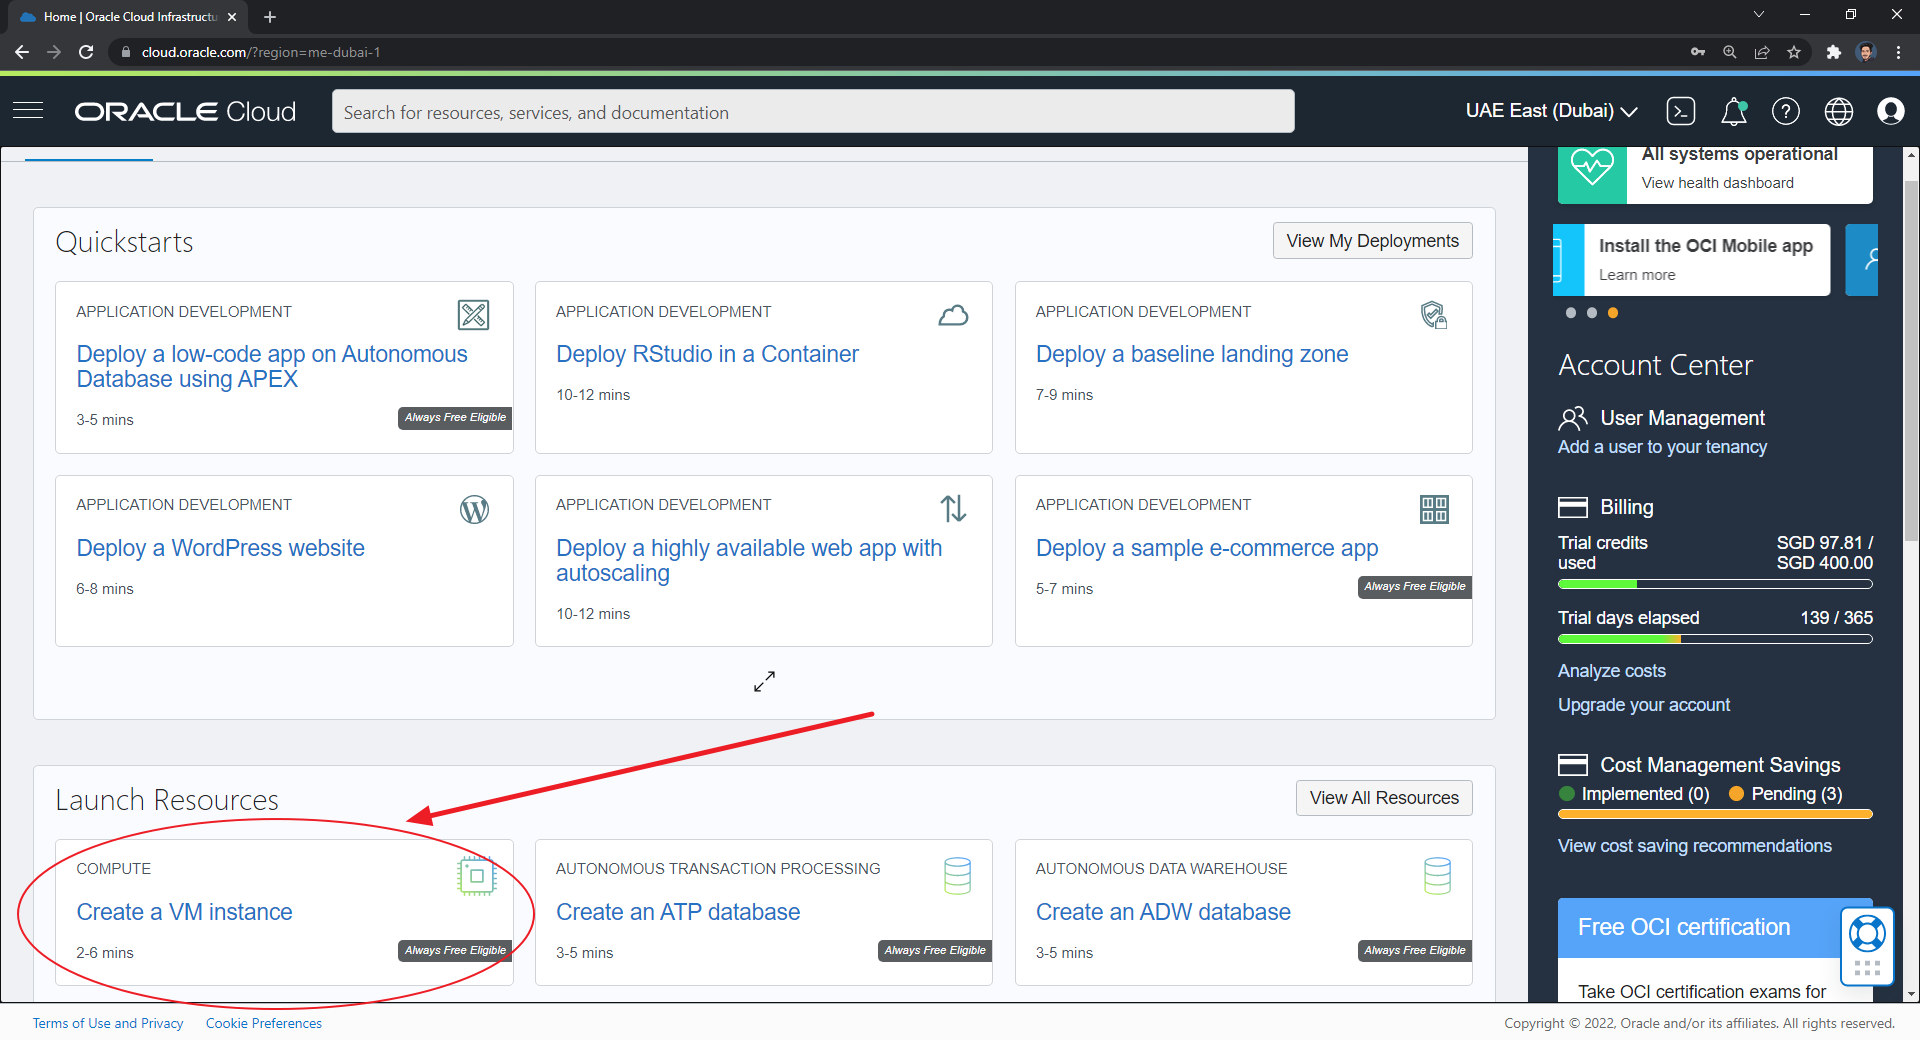 Home | Oracle Cloud Infrastructu
cloud.oracle.com/?region=me-dubai-1
ORACLE Cloud
Search for resources, services, and documentation
UAE East (Dubai)
All systems operational
View health dashboard
Install the OCI Mobile app
Learn more
Quickstarts
View My Deployments
APPLICATION DEVELOPMENT
Deploy a low-code app on Autonomous
Database using APEX
3-5 mins
Always Free Eligible
APPLICATION DEVELOPMENT
Deploy RStudio in a Container
10-12 mins
APPLICATION DEVELOPMENT
Deploy a baseline landing zone
7-9 mins
APPLICATION DEVELOPMENT
Deploy a WordPress website
6-8 mins
APPLICATION DEVELOPMENT
Deploy a highly available web app with
autoscaling
10-12 mins
APPLICATION DEVELOPMENT
Deploy a sample e-commerce app
5-7 mins
Always Free Eligible
Launch Resources
View All Resources
COMPUTE
Create a VM instance
2-6 mins
Always Free Eligible
AUTONOMOUS TRANSACTION PROCESSING
Create an ATP database
3-5 mins
Always Free Eligible
AUTONOMOUS DATA WAREHOUSE
Create an ADW database
3-5 mins
Always Free Eligible
Account Center
User Management
Add a user to your tenancy
Billing
Trial credits
used
SGD 97.81 /
SGD 400.00
Trial days elapsed
139 / 365
Analyze costs
Upgrade your account
Cost Management Savings
Implemented (0)
Pending (3)
View cost saving recommendations
Free OCI certification
Take OCI certification exams for
Terms of Use and Privacy
Cookie Preferences
Copyright © 2022, Oracle and/or its affiliates. All rights reserved.